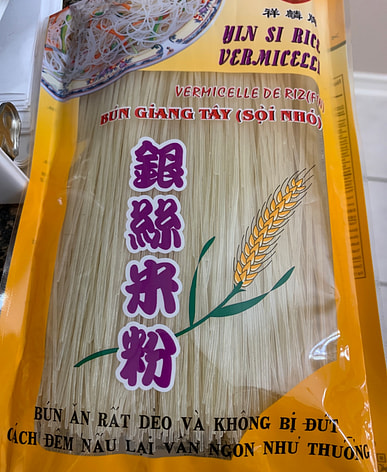 祥麟牌
YIN SI RICE
VERMICELLI
VERMICELLE DE RIZ (FIN)
BÚN GIANG TÂY (SỢI NHỎ)
銀絲米粉
BÚN ĂN RẤT DẺO VÀ KHÔNG BỊ ĐỨT
CÁCH ĐÊM NẤU LẠI VẪN NGON NHƯ THƯỜNG